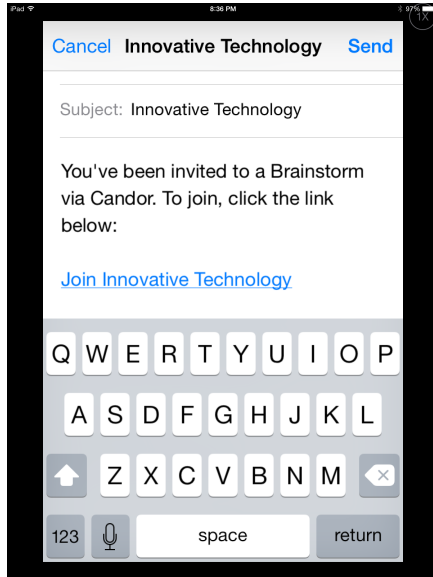 iPad 8:36 PM 97%
1X
Cancel Innovative Technology Send
Subject: Innovative Technology
You've been invited to a Brainstorm
via Candor. To join, click the link
below:
Join Innovative Technology
Q W E R T Y U I O P
A S D F G H J K L
Z X C V B N M
123 space return